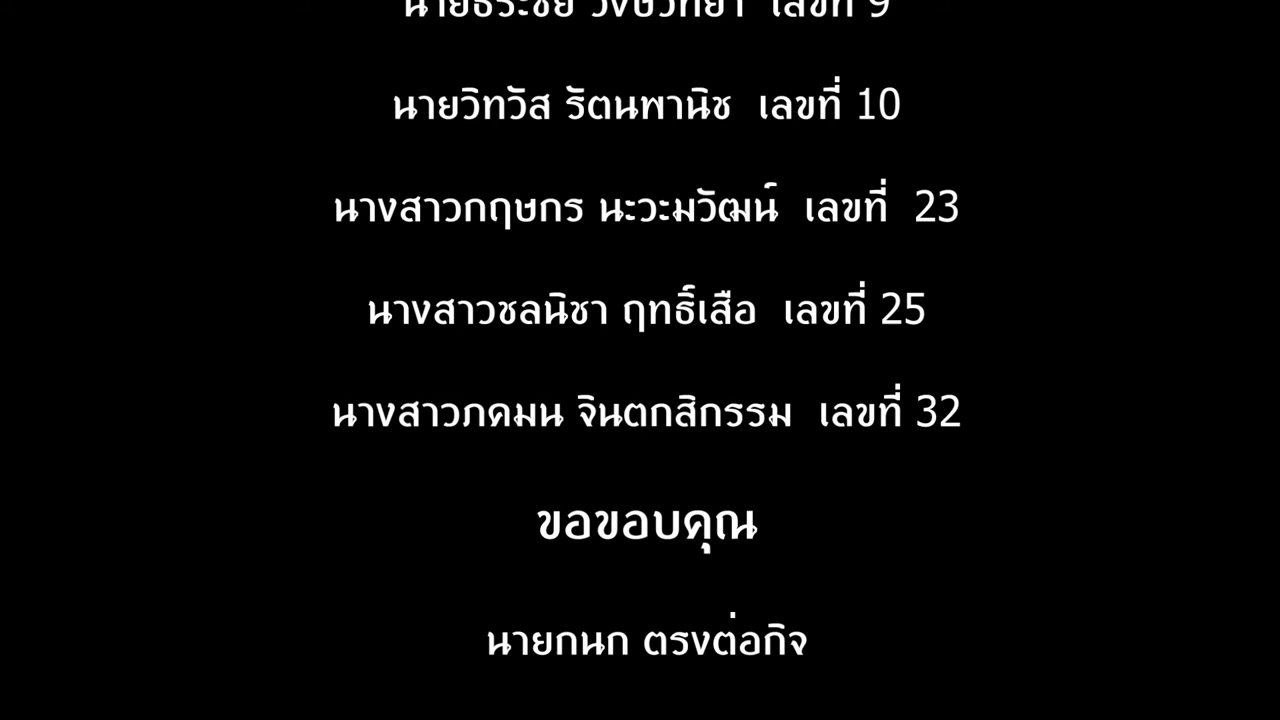 เลขที่ 9
นายวิทวัส รัตนพานิช เลขที่ 10
นางสาวกฤษกร นะวะมวัฒน์ เลขที่ 23
นางสาวชลนิชา ฤทธิ์เสือ เลขที่ 25
นางสาวภคมน จินตกสิกรรม เลขที่ 32
ขอขอบคุณ
นายกนก ตรงต่อกิจ